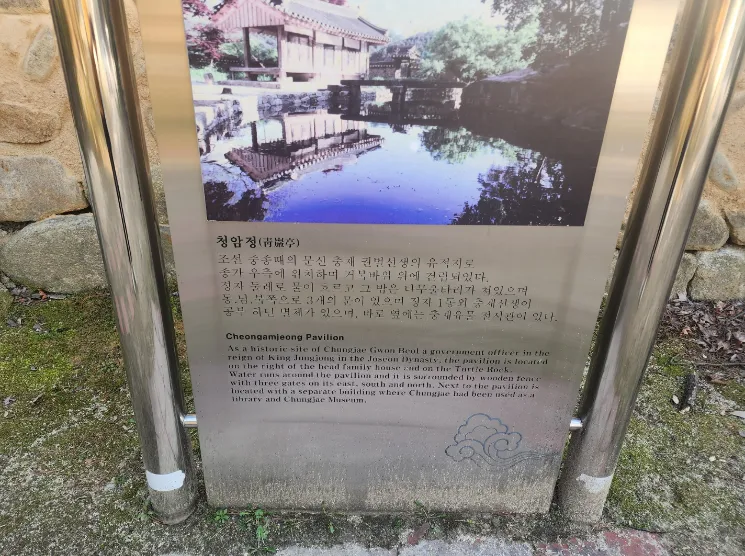 청암정(靑巖亭)
조선 중종때의 문신 충재 권벌선생의 유적지로
종가 우측에 위치하며 거북바위 위에 건립되었다.
정자 둘레로 물이 흐르고 그 밖은 나무울타리가 쳐있으며
동,남,북쪽으로 3개의 문이 있으며 정자 1동외 충재선생이
공부 하던 별채가 있으며, 바로 옆에는 충재유물 전시관이 있다.
Cheongamjeong Pavilion
As a historic site of Chungjae Gwon Beol a government officer in the
reign of King Jungjong in the Joseon Dynasty, the pavilion is located
on the right of the head family house end on the Turtle Rock.
Water runs around the pavilion and it is surrounded by wooden fence
with three gates on its east, south and north. Next to the pavilion is
located with a separate building where Chungjae had been used as a
library and Chungjae Museum.